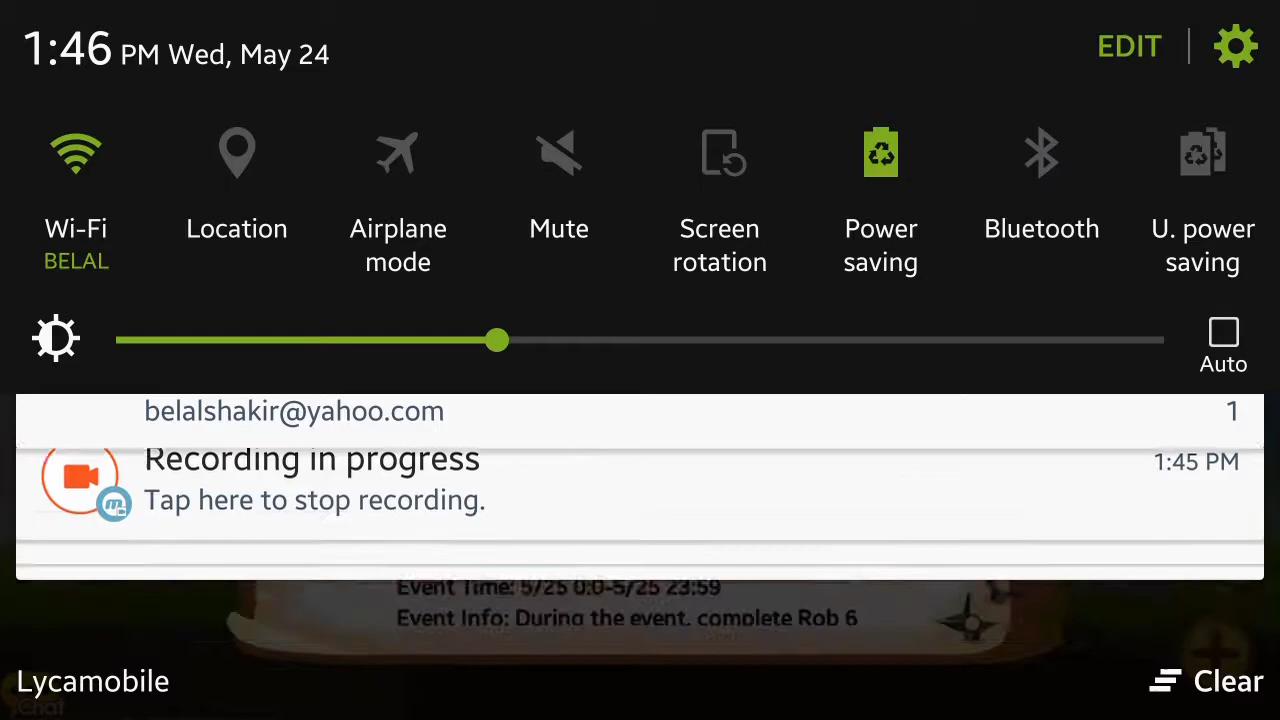 1:46 PM Wed, May 24 EDIT
Wi-Fi Location Airplane mode Mute Screen rotation Power saving Bluetooth U. power saving
BELAL
Auto
belalshakir@yahoo.com 1
Recording in progress 1:45 PM
Tap here to stop recording.
Event Time: 5/25 0:0-5/25 23:59
Event Info: During the event, complete Rob 6
Lycamobile Clear
Chat